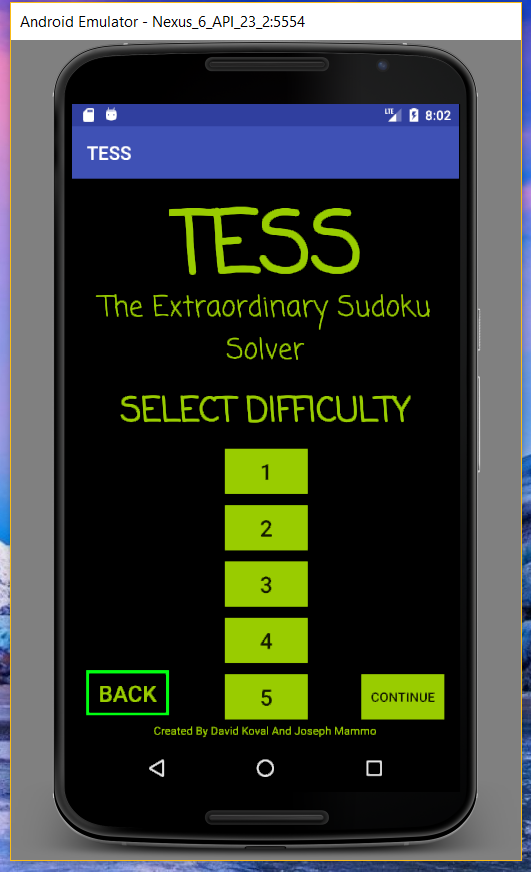 Android Emulator - Nexus_6_API_23_2:5554
LTE 8:02
TESS
TESS
The Extraordinary Sudoku
Solver
SELECT DIFFICULTY
1
2
3
4
BACK
5
CONTINUE
Created By David Koval And Joseph Mammo